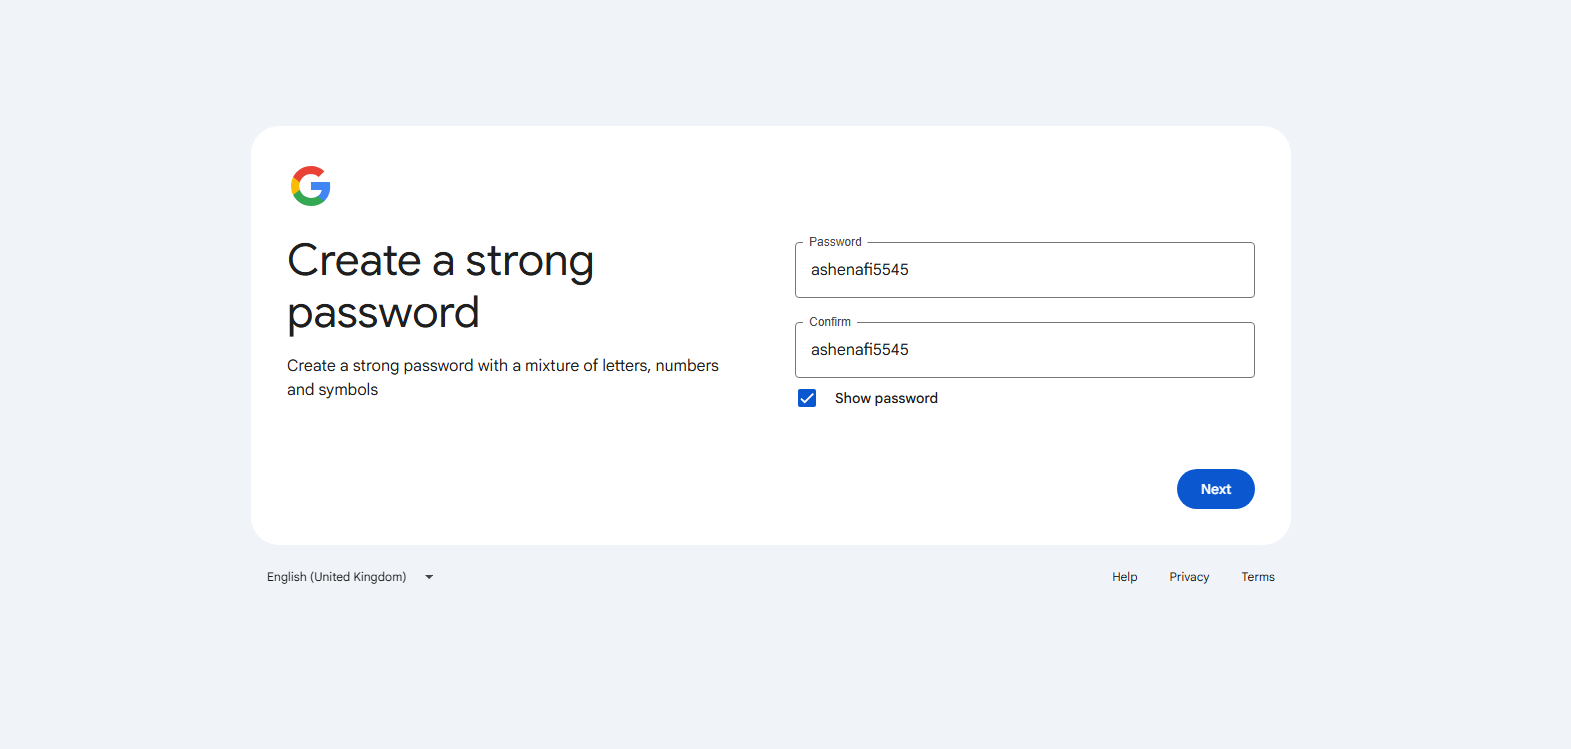 Create a strong
password
Create a strong password with a mixture of letters, numbers
and symbols
Password
ashenafi5545
Confirm
ashenafi5545
Show password
Next
English (United Kingdom)
Help
Privacy
Terms